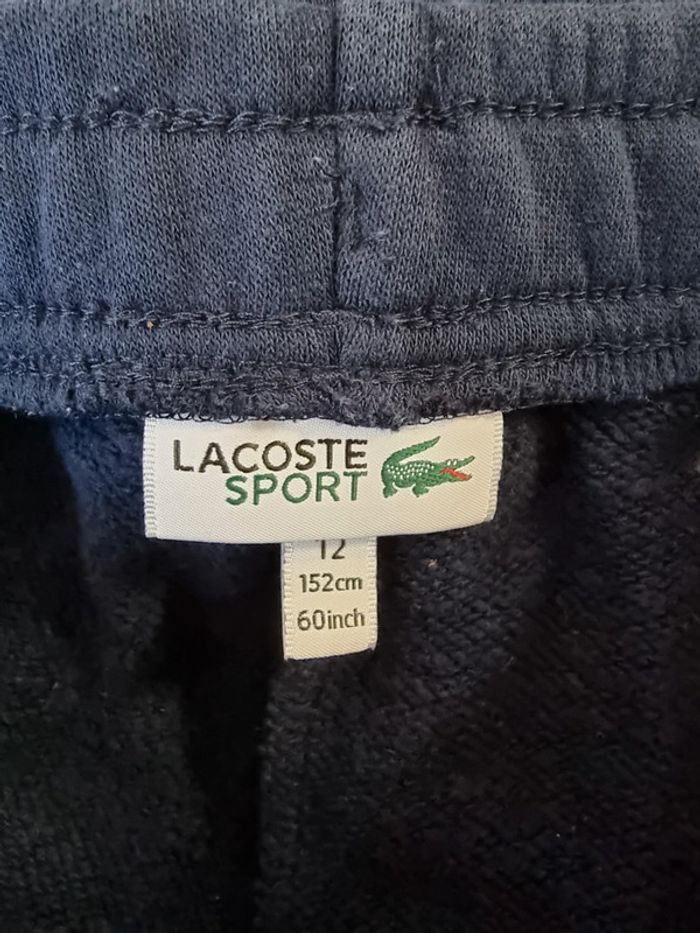 LACOSTE
SPORT
12
152cm
60inch